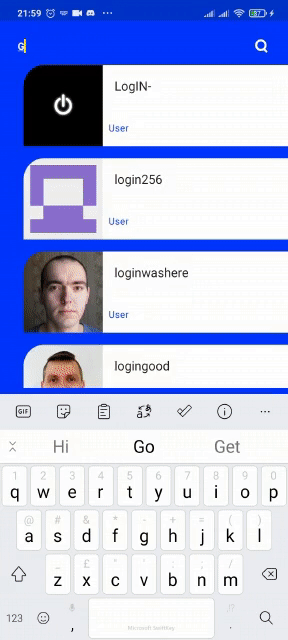 21:59
87
G
LogIN-
User
login256
User
loginwashere
User
logingood
GIF
Hi Go Get
1 2 3 4 5 6 7 8 9 0
q w e r t y u i o p
@ # & * - + = ( )
a s d f g h j k l
_ £ " ' : ; /
z x c v b n m
123 , Microsoft SwiftKey .